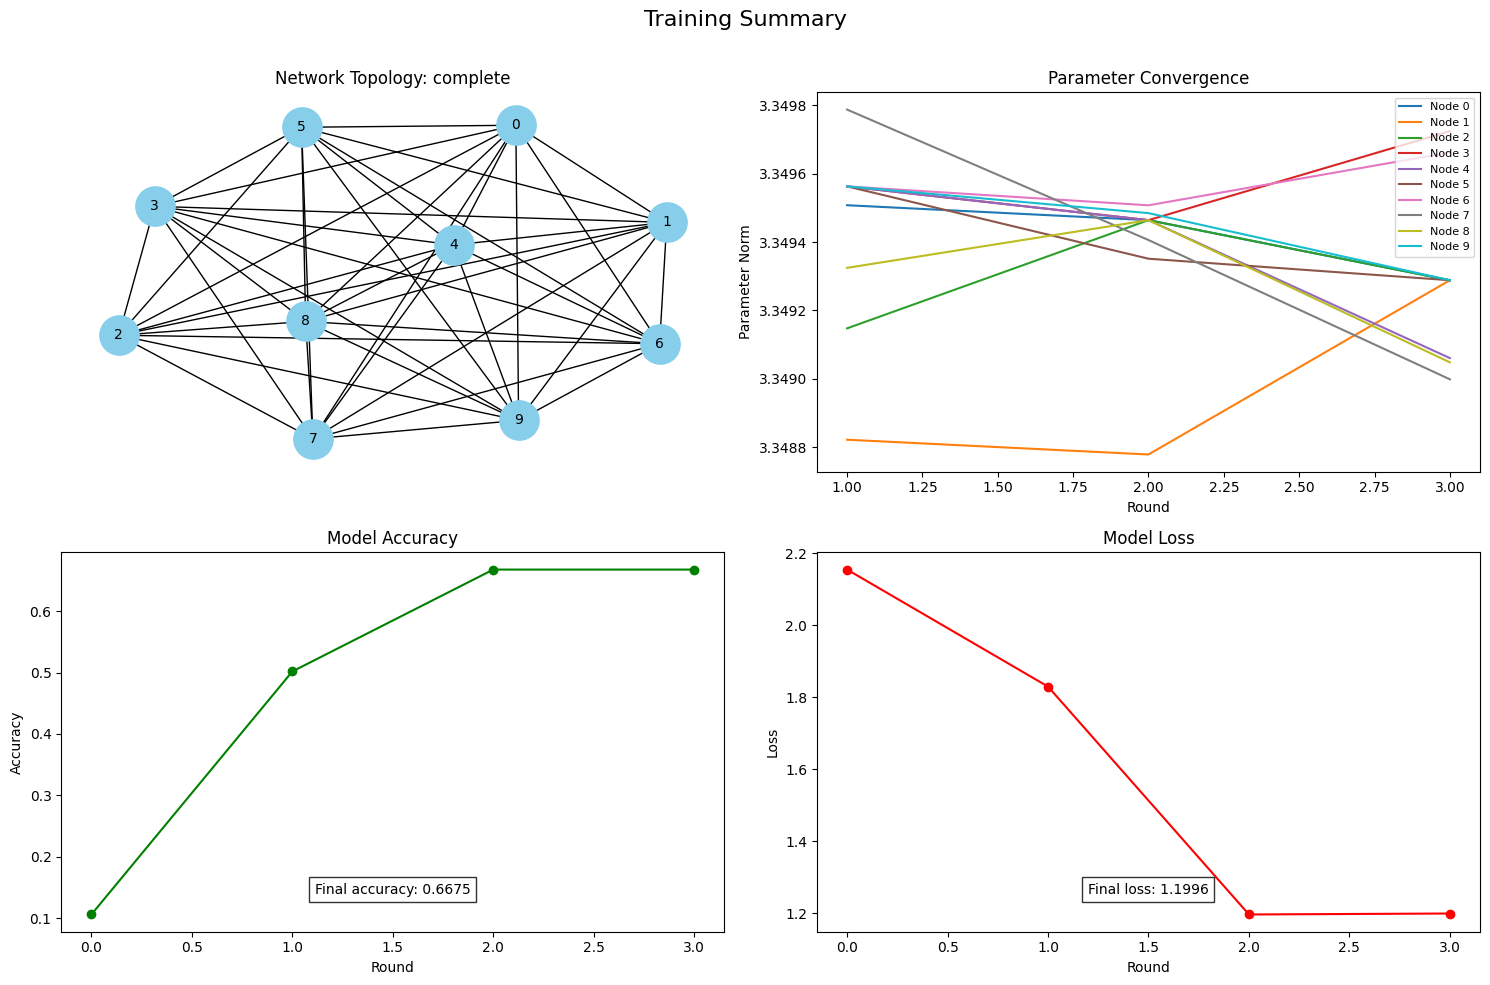 Training Summary
Network Topology: complete
5
0
3
1
4
8
2
6
9
7
Parameter Convergence
3.3498
3.3496
3.3494
3.3492
3.3490
3.3488
Parameter Norm
Node 0
Node 1
Node 2
Node 3
Node 4
Node 5
Node 6
Node 7
Node 8
Node 9
1.00 1.25 1.50 1.75 2.00 2.25 2.50 2.75 3.00
Round
Model Accuracy
0.6
0.5
0.4
0.3
0.2
0.1
Accuracy
Final accuracy: 0.6675
0.0 0.5 1.0 1.5 2.0 2.5 3.0
Round
Model Loss
2.2
2.0
1.8
1.6
1.4
1.2
Loss
Final loss: 1.1996
0.0 0.5 1.0 1.5 2.0 2.5 3.0
Round